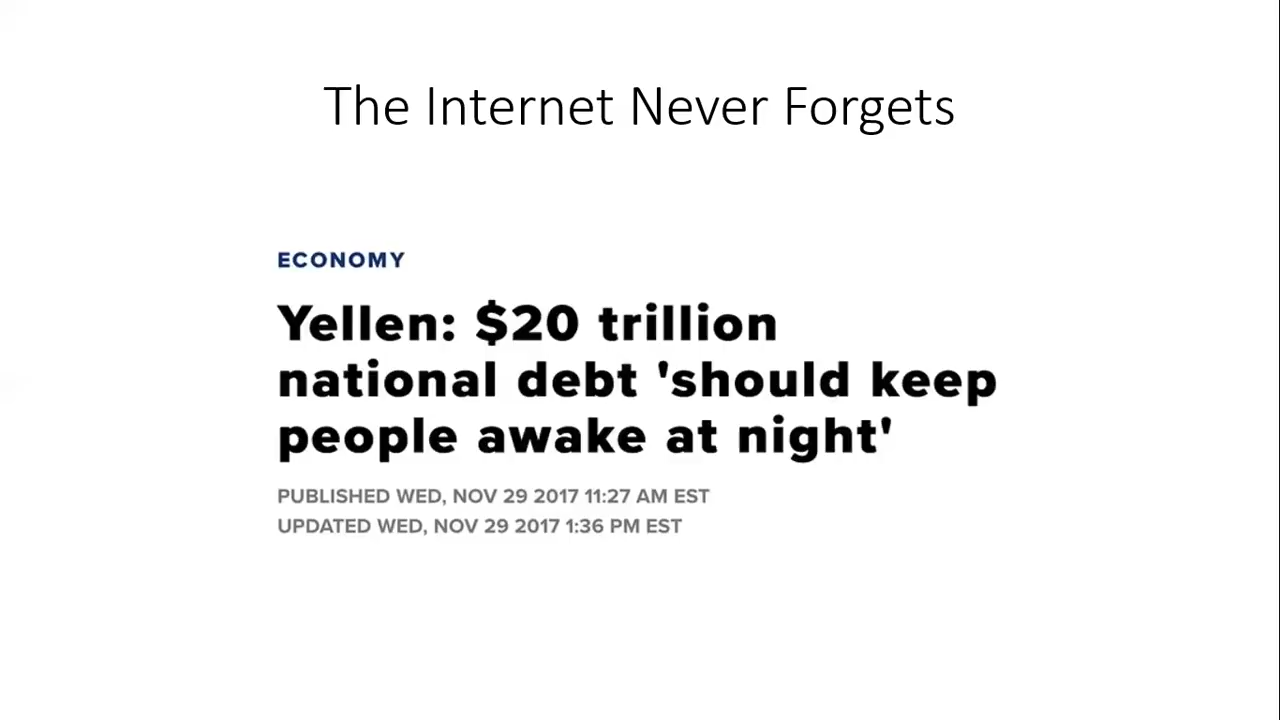 The Internet Never Forgets
ECONOMY
Yellen: $20 trillion
national debt 'should keep
people awake at night'
PUBLISHED WED, NOV 29 2017 11:27 AM EST
UPDATED WED, NOV 29 2017 1:36 PM EST